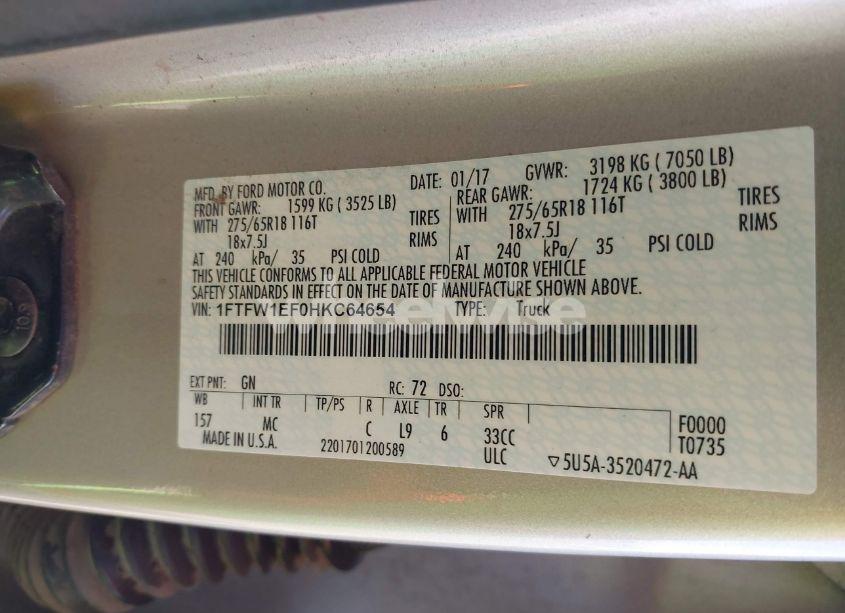 MFD. BY FORD MOTOR CO.
DATE: 01/17 GVWR: 3198 KG ( 7050 LB)
FRONT GAWR: 1599 KG ( 3525 LB)
REAR GAWR: 1724 KG ( 3800 LB)
WITH 275/65R18 116T TIRES
WITH 275/65R18 116T TIRES
18x7.5J RIMS
18x7.5J RIMS
AT 240 kPa/ 35 PSI COLD
AT 240 kPa/ 35 PSI COLD
THIS VEHICLE CONFORMS TO ALL APPLICABLE FEDERAL MOTOR VEHICLE
SAFETY STANDARDS IN EFFECT ON THE DATE OF MANUFACTURE SHOWN ABOVE.
VIN: 1FTFW1EF0HKC64654 TYPE: Truck
wheelwise
EXT PNT: GN RC: 72 DSO:
WB INT TR TP/PS R AXLE TR SPR
157 MC C L9 6 33CC F0000
MADE IN U.S.A. 2201701200589 ULC T0735
▽5U5A-3520472-AA